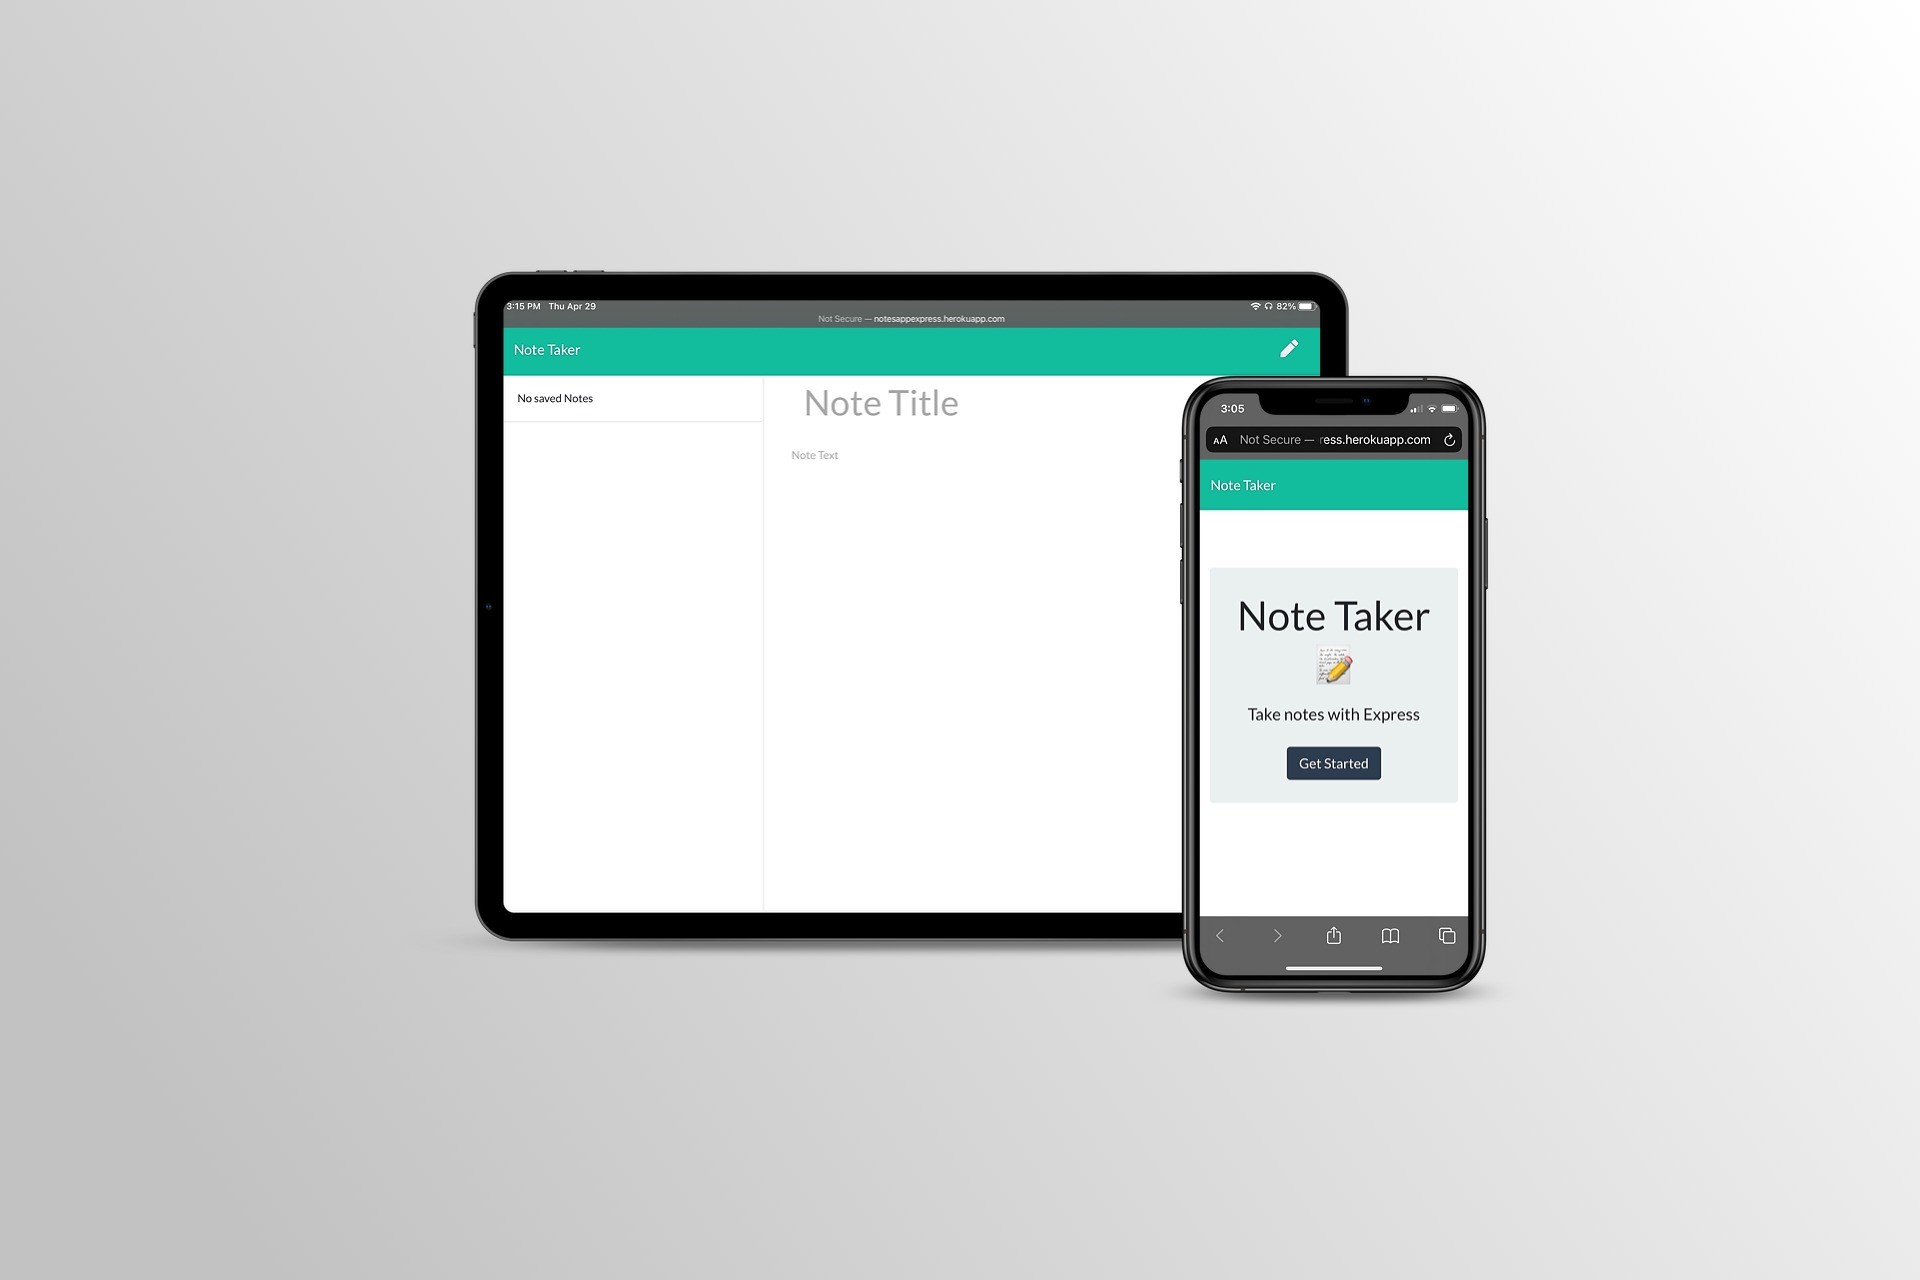 3:15 PM Thu Apr 29
82%
Not Secure — notesappexpress.herokuapp.com
Note Taker
No saved Notes
Note Title
Note Text
3:05
AA Not Secure — ress.herokuapp.com
Note Taker
Note Taker
Take notes with Express
Get Started